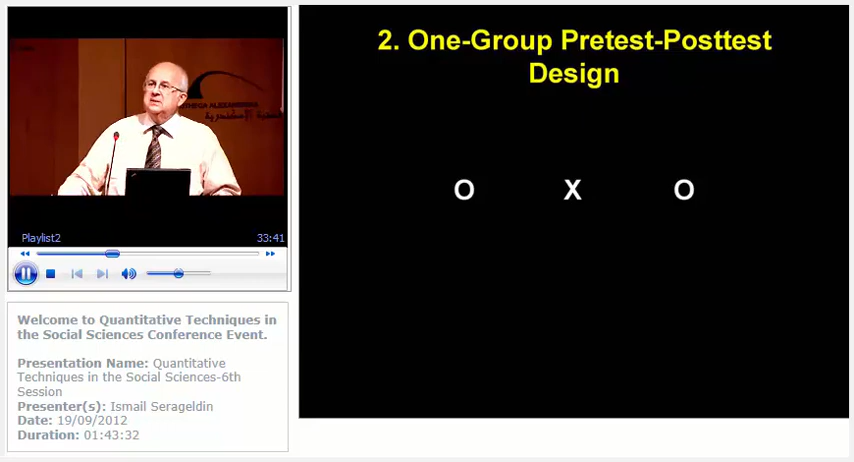 THECA ALEXANDRINA
Playlist2
33:41
Welcome to Quantitative Techniques in
the Social Sciences Conference Event.
Presentation Name: Quantitative
Techniques in the Social Sciences-6th
Session
Presenter(s): Ismail Serageldin
Date: 19/09/2012
Duration: 01:43:32
2. One-Group Pretest-Posttest
Design
O X O